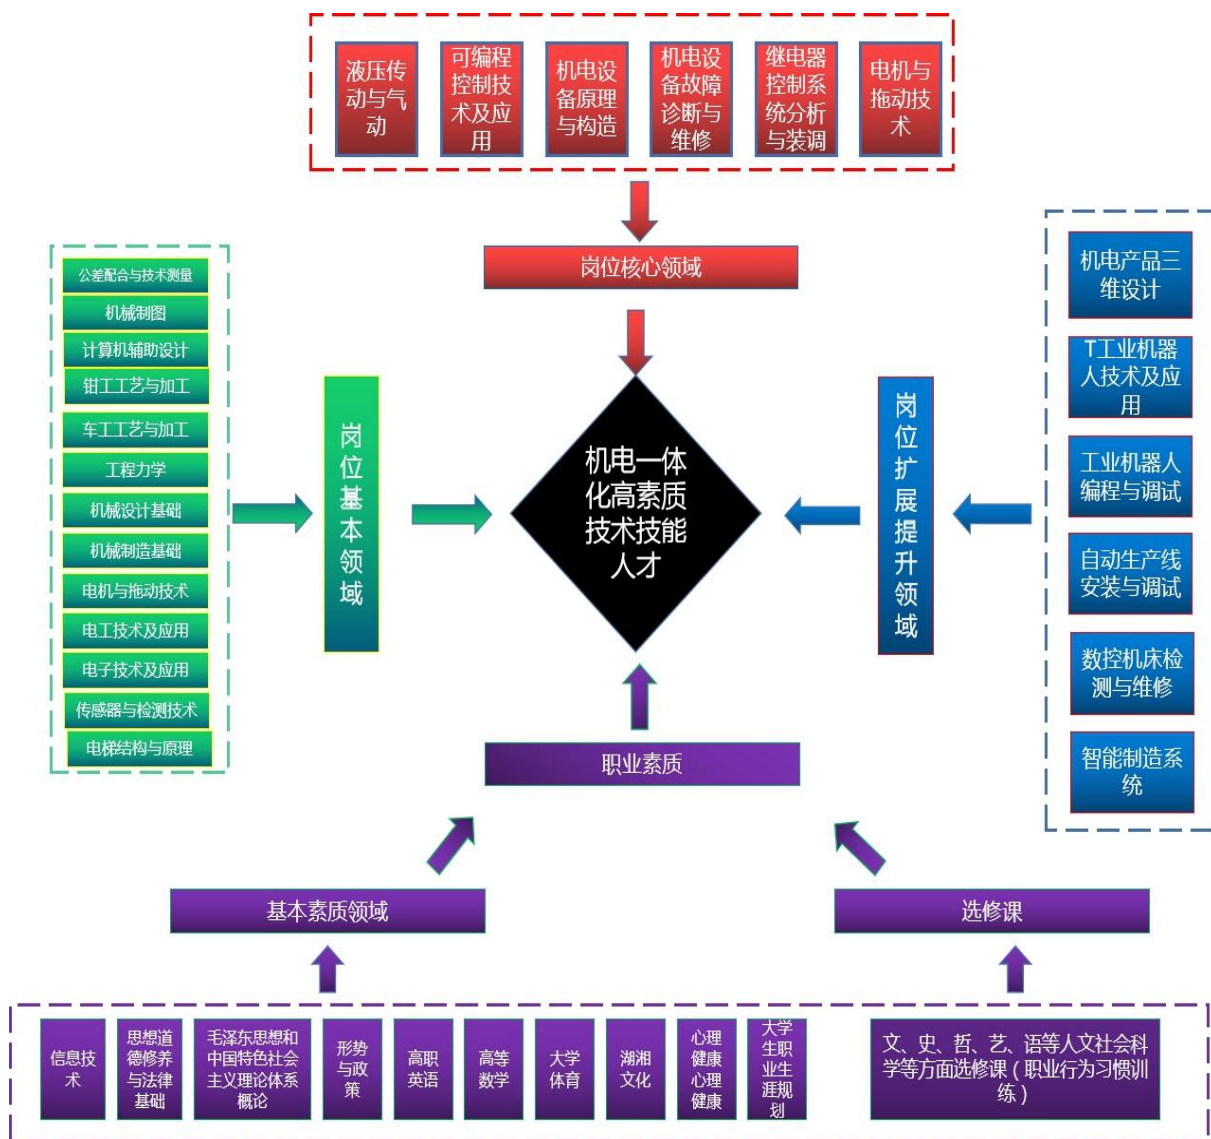 液压传
动与气
动
可编程
控制技
术及应
用
机电设
备原理
与构造
机电设
备故障
诊断与
维修
继电器
控制系
统分析
与装调
电机与
拖动技
术
岗位核心领域
公差配合与技术测量
机械制图
计算机辅助设计
钳工工艺与加工
车工工艺与加工
工程力学
机械设计基础
机械制造基础
电机与拖动技术
电工技术及应用
电子技术及应用
传感器与检测技术
电梯结构与原理
岗
位
基
本
领
域
机电一体
化高素质
技术技能
人才
岗
位
扩
展
提
升
领
域
机电产品三
维设计
T工业机器
人技术及应
用
工业机器人
编程与调试
自动生产线
安装与调试
数控机床检
测与维修
智能制造系
统
职业素质
基本素质领域
选修课
信息技
术
思想道
德修养
与法律
基础
毛泽东思想和
中国特色社会
主义理论体系
概论
形势
与政
策
高职
英语
高等
数学
大学
体育
湖湘
文化
心理
健康
心理
健康
大学
生职
业生
涯规
划
文、史、哲、艺、语等人文社会科
学等方面选修课（职业行为习惯训
练）